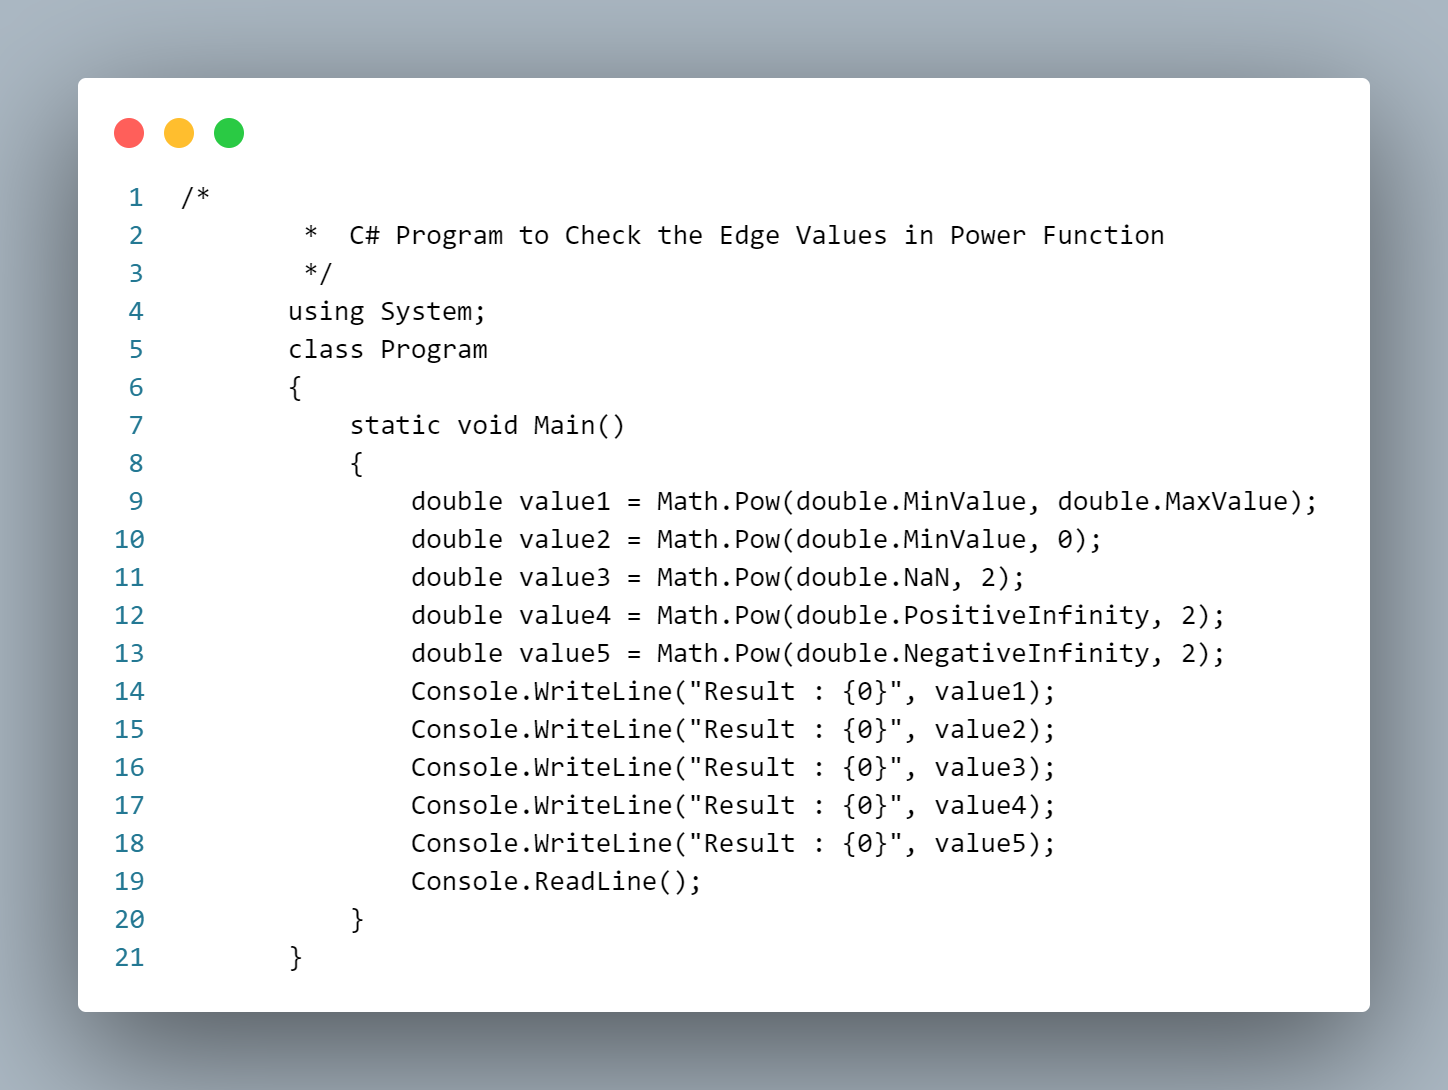 1 /*
2         *  C# Program to Check the Edge Values in Power Function
3         */
4        using System;
5        class Program
6        {
7            static void Main()
8            {
9                double value1 = Math.Pow(double.MinValue, double.MaxValue);
10                double value2 = Math.Pow(double.MinValue, 0);
11                double value3 = Math.Pow(double.NaN, 2);
12                double value4 = Math.Pow(double.PositiveInfinity, 2);
13                double value5 = Math.Pow(double.NegativeInfinity, 2);
14                Console.WriteLine("Result : {0}", value1);
15                Console.WriteLine("Result : {0}", value2);
16                Console.WriteLine("Result : {0}", value3);
17                Console.WriteLine("Result : {0}", value4);
18                Console.WriteLine("Result : {0}", value5);
19                Console.ReadLine();
20            }
21        }